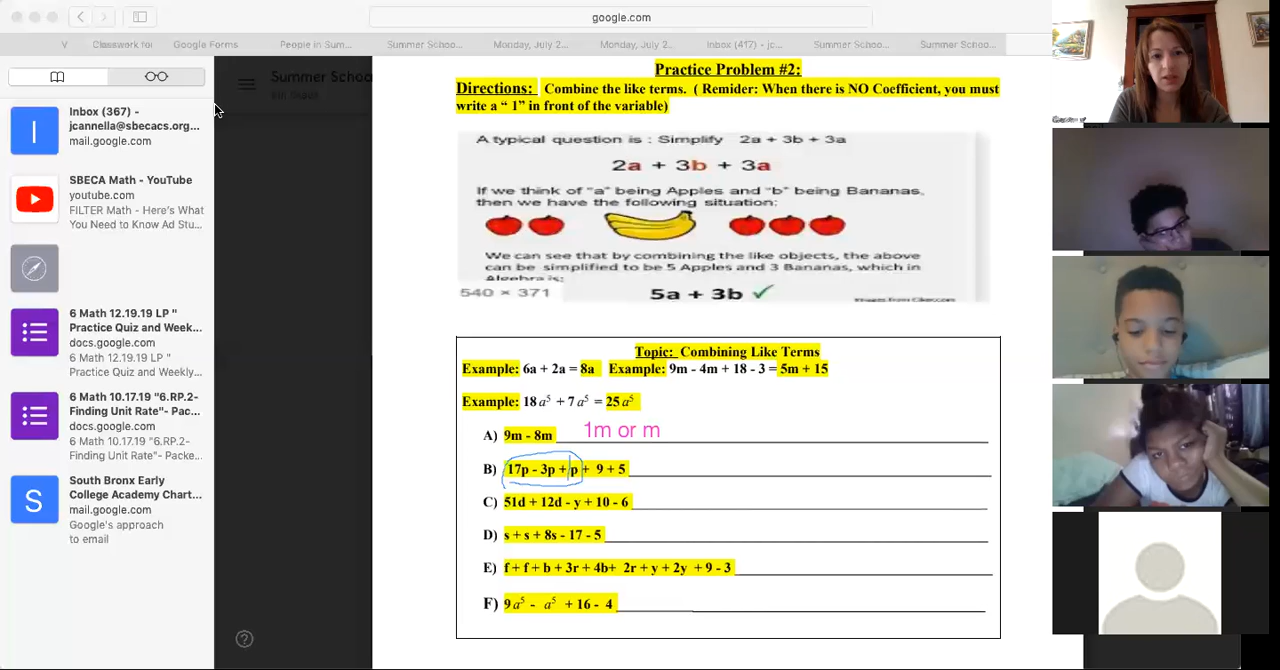 google.com
V
Classwork for
Google Forms
People in Sum...
Summer Schoo...
Monday, July 2...
Monday, July 2...
Inbox (417) - jc...
Summer Schoo...
Summer Schoo...
Summer Schoo
Inbox (367) -
jcannella@sbecacs.org...
mail.google.com
SBECA Math - YouTube
youtube.com
FILTER Math - Here's What
You Need to Know Ad Stu...
6 Math 12.19.19 LP "
Practice Quiz and Week...
docs.google.com
6 Math 12.19.19 LP "
Practice Quiz and Weekly...
6 Math 10.17.19 "6.RP.2-
Finding Unit Rate"- Pac...
docs.google.com
6 Math 10.17.19 "6.RP.2-
Finding Unit Rate"- Packe...
South Bronx Early
College Academy Chart...
mail.google.com
Google's approach
to email
Practice Problem #2:
Directions: Combine the like terms. ( Remider: When there is NO Coefficient, you must
write a “ 1” in front of the variable)
A typical question is : Simplify 2a + 3b + 3a
2a + 3b + 3a
If we think of "a" being Apples and "b" being Bananas,
then we have the following situation:
We can see that by combining the like objects, the above
can be simplified to be 5 Apples and 3 Bananas, which in
Algebra is:
540 × 371
5a + 3b ✓
Topic: Combining Like Terms
Example: 6a + 2a = 8a Example: 9m - 4m + 18 - 3 = 5m + 15
Example: 18a⁵ + 7a⁵ = 25a⁵
A) 9m - 8m 1m or m
B) 17p - 3p + p + 9 + 5
C) 51d + 12d - y + 10 - 6
D) s + s + 8s - 17 - 5
E) f + f + b + 3r + 4b+ 2r + y + 2y + 9 - 3
F) 9a⁵ - a⁵ + 16 - 4